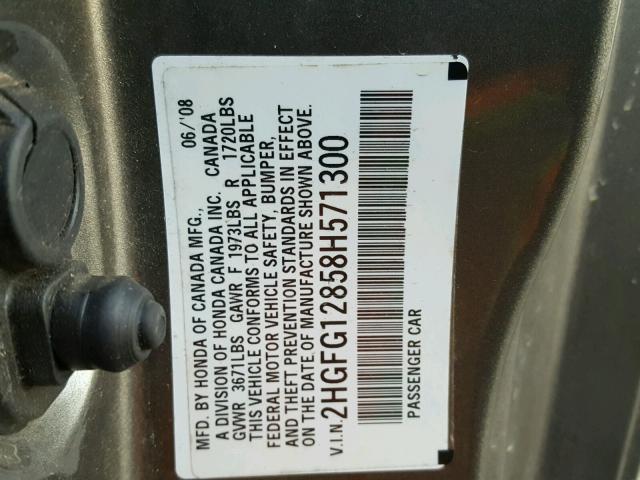 MFD. BY HONDA OF CANADA MFG., 06/'08
A DIVISION OF HONDA CANADA INC. CANADA
GVWR 3671LBS GAWR F 1973LBS R 1720LBS
THIS VEHICLE CONFORMS TO ALL APPLICABLE
FEDERAL MOTOR VEHICLE SAFETY, BUMPER,
AND THEFT PREVENTION STANDARDS IN EFFECT
ON THE DATE OF MANUFACTURE SHOWN ABOVE.
V.I.N. 2HGFG12858H571300
PASSENGER CAR